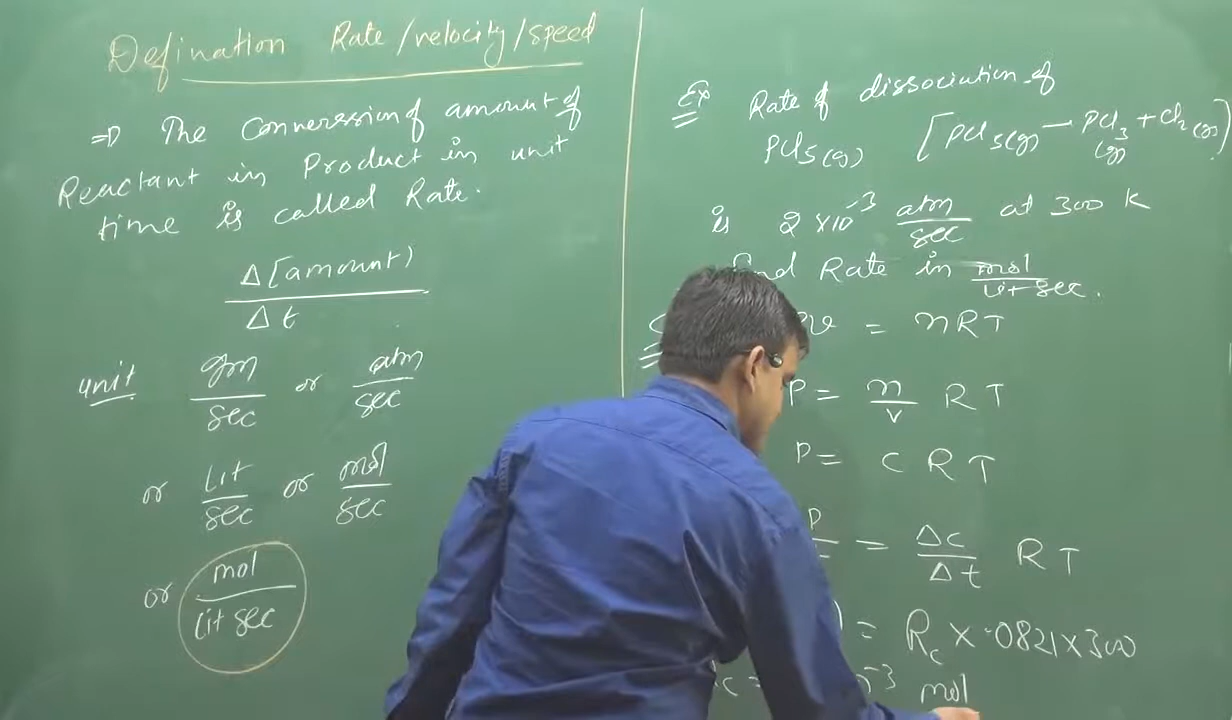 Defination Rate/velocity/speed
⇒ The Converssion of amount of
Reactant in Product in unit
time is called Rate.
Δ[amount]
Δt
unit gm/sec or atm/sec
or Lit/sec or mol/sec
or mol/Lit sec
Ex Rate of dissociation of
PCl5(g) [PCl5(g) — PCl3(g) + Cl2(g)]
is 2×10⁻³ atm/sec at 300 K
find Rate in mol/Lit sec.
V = nRT
P = n/v RT
P = C R T
P = ΔC/Δt RT
= Rc × .0821×300
c = ⁻³ mol